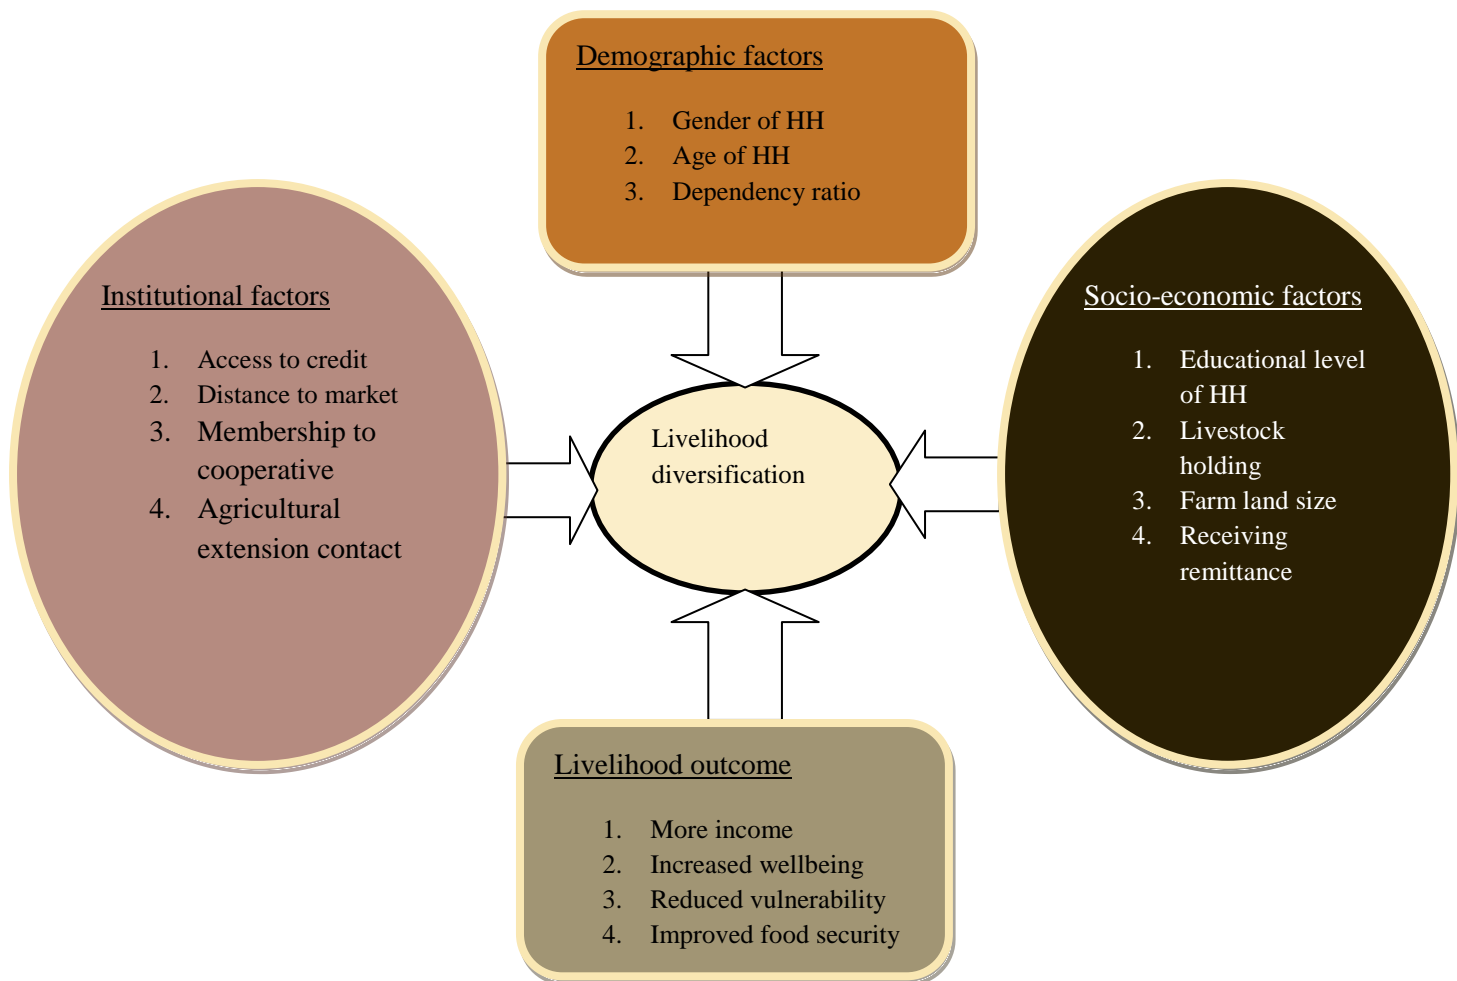 Demographic factors
1. Gender of HH
2. Age of HH
3. Dependency ratio
Institutional factors
1. Access to credit
2. Distance to market
3. Membership to
cooperative
4. Agricultural
extension contact
Livelihood
diversification
Socio-economic factors
1. Educational level
of HH
2. Livestock
holding
3. Farm land size
4. Receiving
remittance
Livelihood outcome
1. More income
2. Increased wellbeing
3. Reduced vulnerability
4. Improved food security